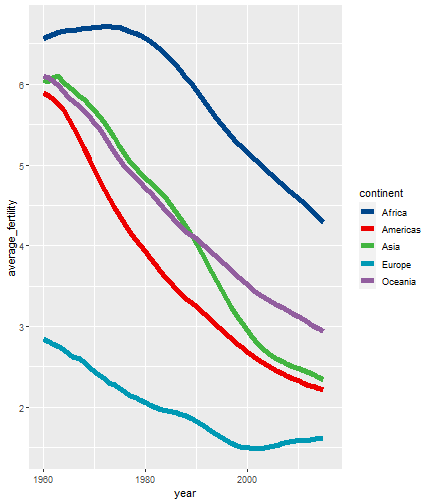 average_fertility
6
5
4
3
2
1960
1980
2000
year
continent
Africa
Americas
Asia
Europe
Oceania